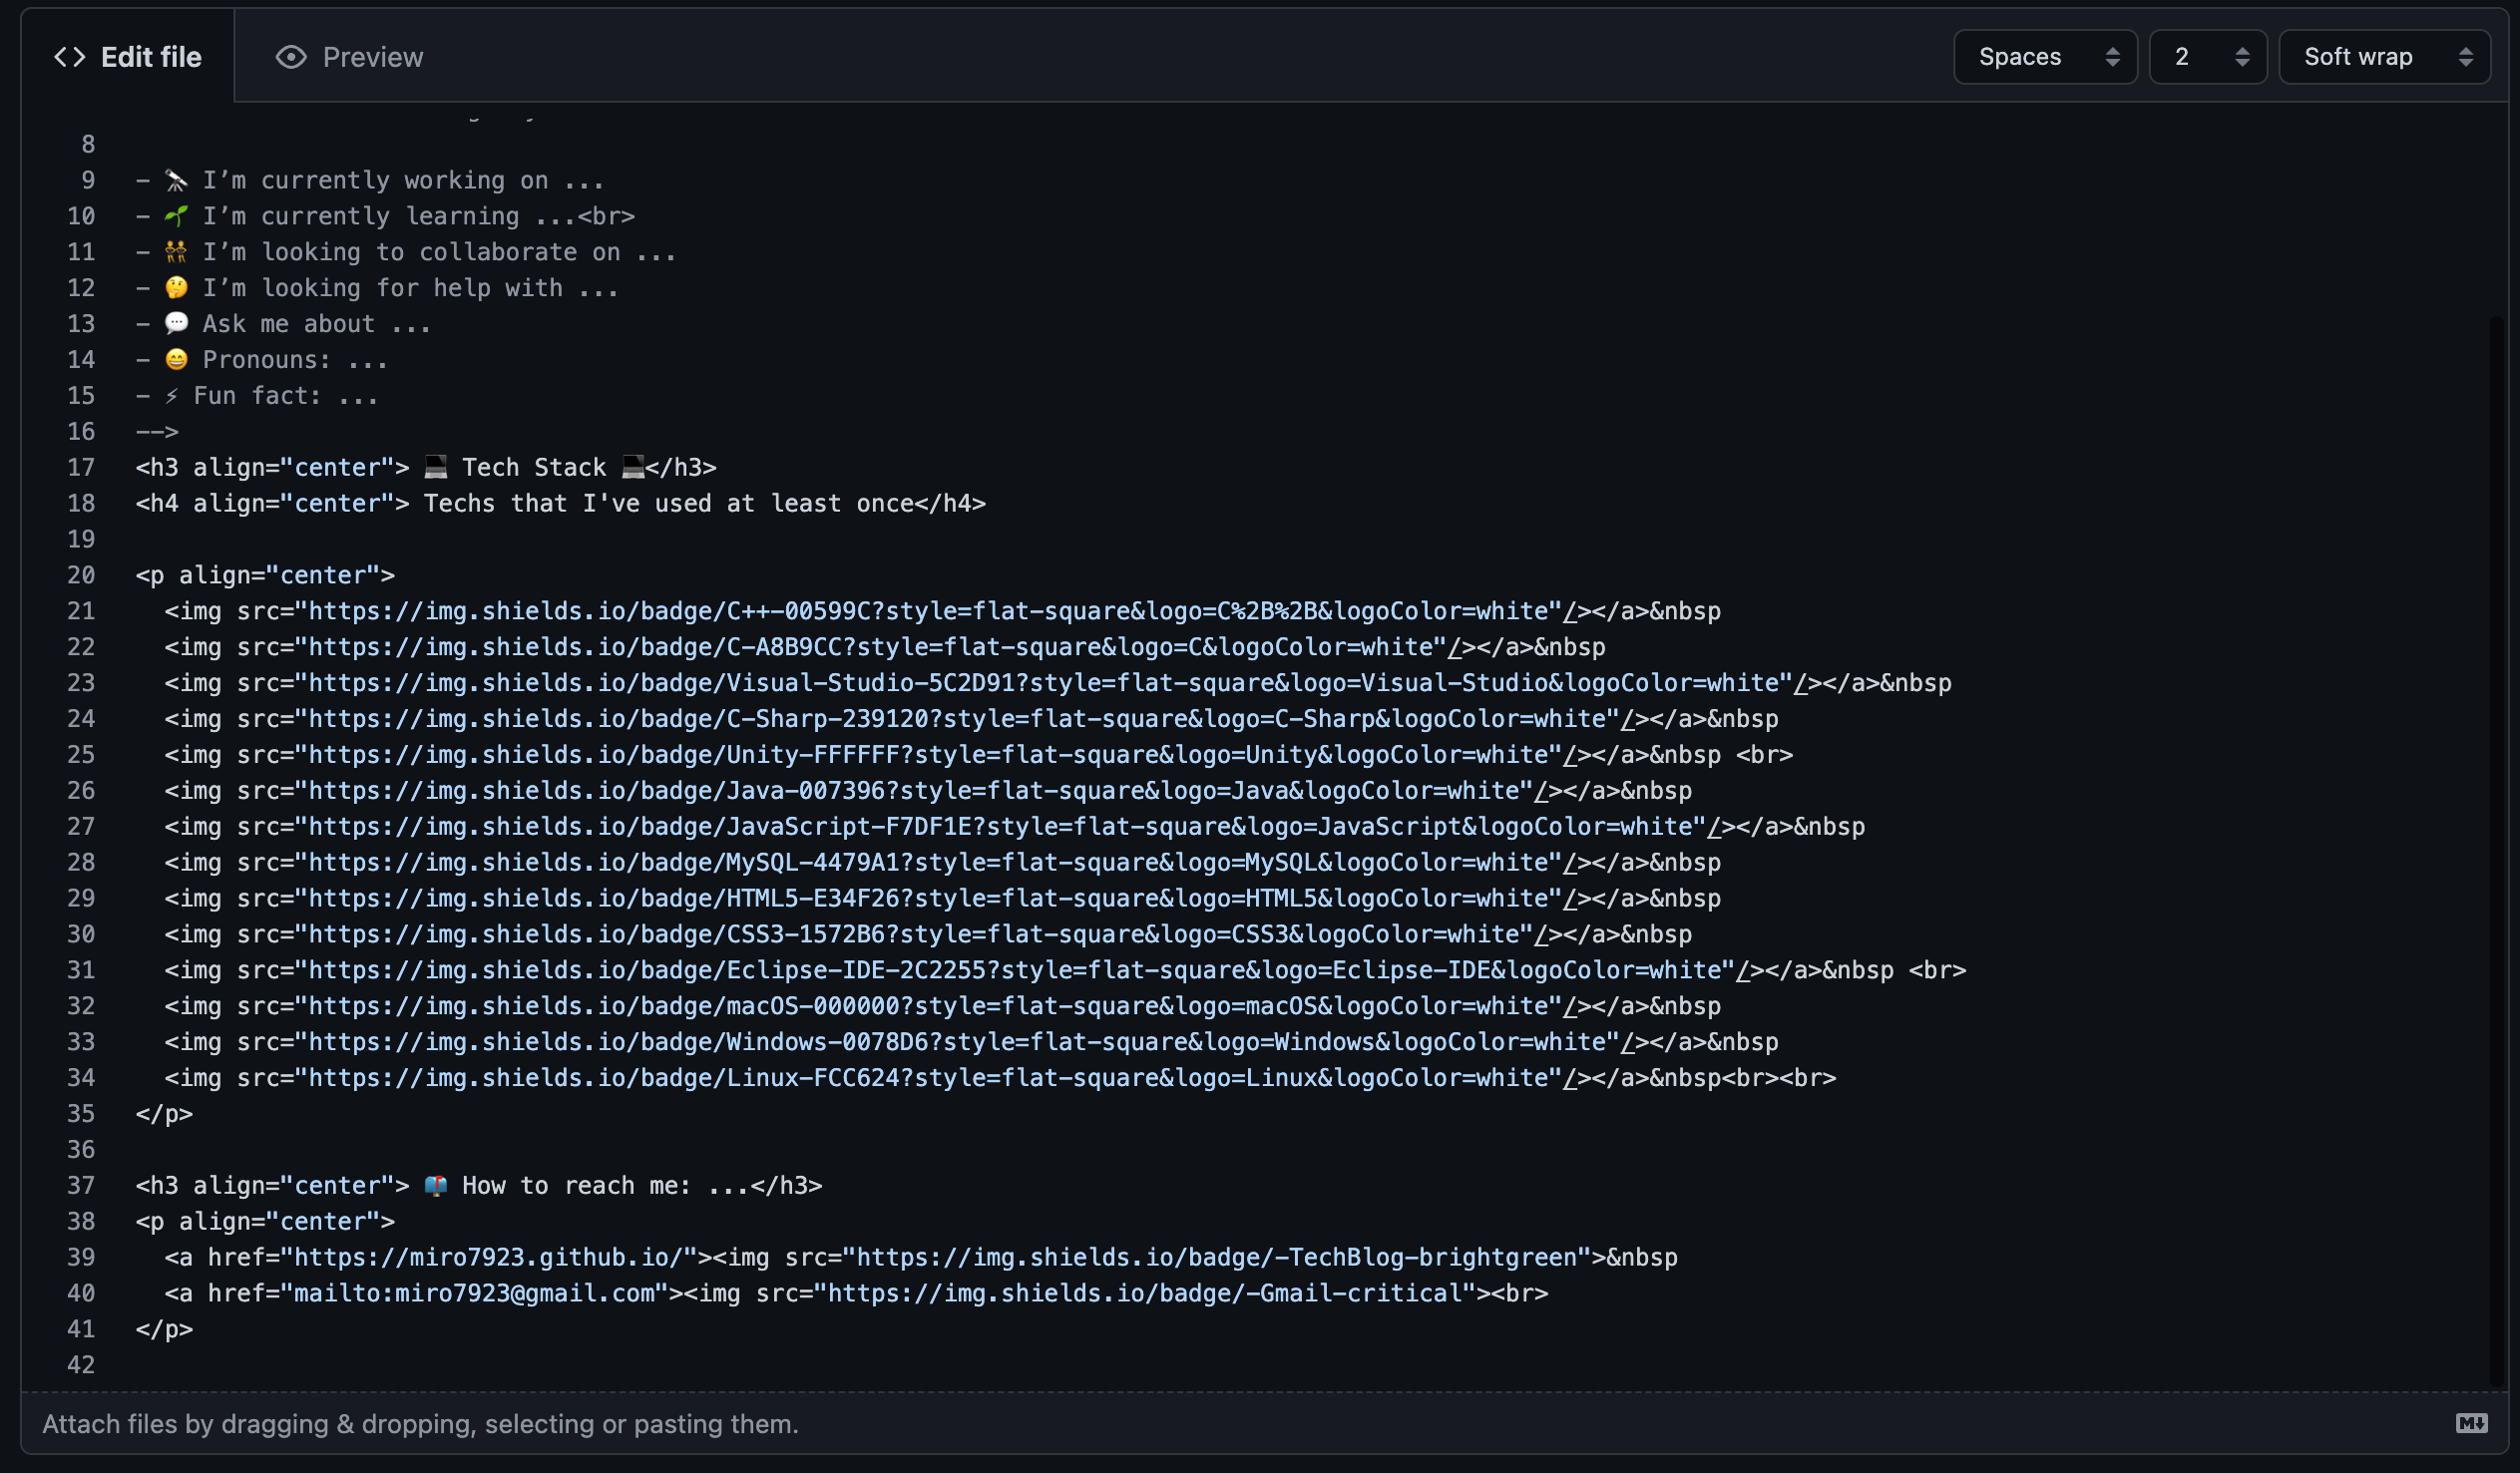 Edit file Preview Spaces 2 Soft wrap
8
9 - 🔭 I’m currently working on ...
10 - 🌱 I’m currently learning ...<br>
11 - 👯 I’m looking to collaborate on ...
12 - 🤔 I’m looking for help with ...
13 - 💬 Ask me about ...
14 - 😄 Pronouns: ...
15 - ⚡ Fun fact: ...
16 -->
17 <h3 align="center"> 💻 Tech Stack 💻</h3>
18 <h4 align="center"> Techs that I've used at least once</h4>
19
20 <p align="center">
21   <img src="https://img.shields.io/badge/C++-00599C?style=flat-square&logo=C%2B%2B&logoColor=white"/></a>&nbsp
22   <img src="https://img.shields.io/badge/C-A8B9CC?style=flat-square&logo=C&logoColor=white"/></a>&nbsp
23   <img src="https://img.shields.io/badge/Visual-Studio-5C2D91?style=flat-square&logo=Visual-Studio&logoColor=white"/></a>&nbsp
24   <img src="https://img.shields.io/badge/C-Sharp-239120?style=flat-square&logo=C-Sharp&logoColor=white"/></a>&nbsp
25   <img src="https://img.shields.io/badge/Unity-FFFFFF?style=flat-square&logo=Unity&logoColor=white"/></a>&nbsp <br>
26   <img src="https://img.shields.io/badge/Java-007396?style=flat-square&logo=Java&logoColor=white"/></a>&nbsp
27   <img src="https://img.shields.io/badge/JavaScript-F7DF1E?style=flat-square&logo=JavaScript&logoColor=white"/></a>&nbsp
28   <img src="https://img.shields.io/badge/MySQL-4479A1?style=flat-square&logo=MySQL&logoColor=white"/></a>&nbsp
29   <img src="https://img.shields.io/badge/HTML5-E34F26?style=flat-square&logo=HTML5&logoColor=white"/></a>&nbsp
30   <img src="https://img.shields.io/badge/CSS3-1572B6?style=flat-square&logo=CSS3&logoColor=white"/></a>&nbsp
31   <img src="https://img.shields.io/badge/Eclipse-IDE-2C2255?style=flat-square&logo=Eclipse-IDE&logoColor=white"/></a>&nbsp <br>
32   <img src="https://img.shields.io/badge/macOS-000000?style=flat-square&logo=macOS&logoColor=white"/></a>&nbsp
33   <img src="https://img.shields.io/badge/Windows-0078D6?style=flat-square&logo=Windows&logoColor=white"/></a>&nbsp
34   <img src="https://img.shields.io/badge/Linux-FCC624?style=flat-square&logo=Linux&logoColor=white"/></a>&nbsp<br><br>
35 </p>
36
37 <h3 align="center"> 📫 How to reach me: ...</h3>
38 <p align="center">
39   <a href="https://miro7923.github.io/"><img src="https://img.shields.io/badge/-TechBlog-brightgreen">&nbsp
40   <a href="mailto:miro7923@gmail.com"><img src="https://img.shields.io/badge/-Gmail-critical"><br>
41 </p>
42
Attach files by dragging & dropping, selecting or pasting them.